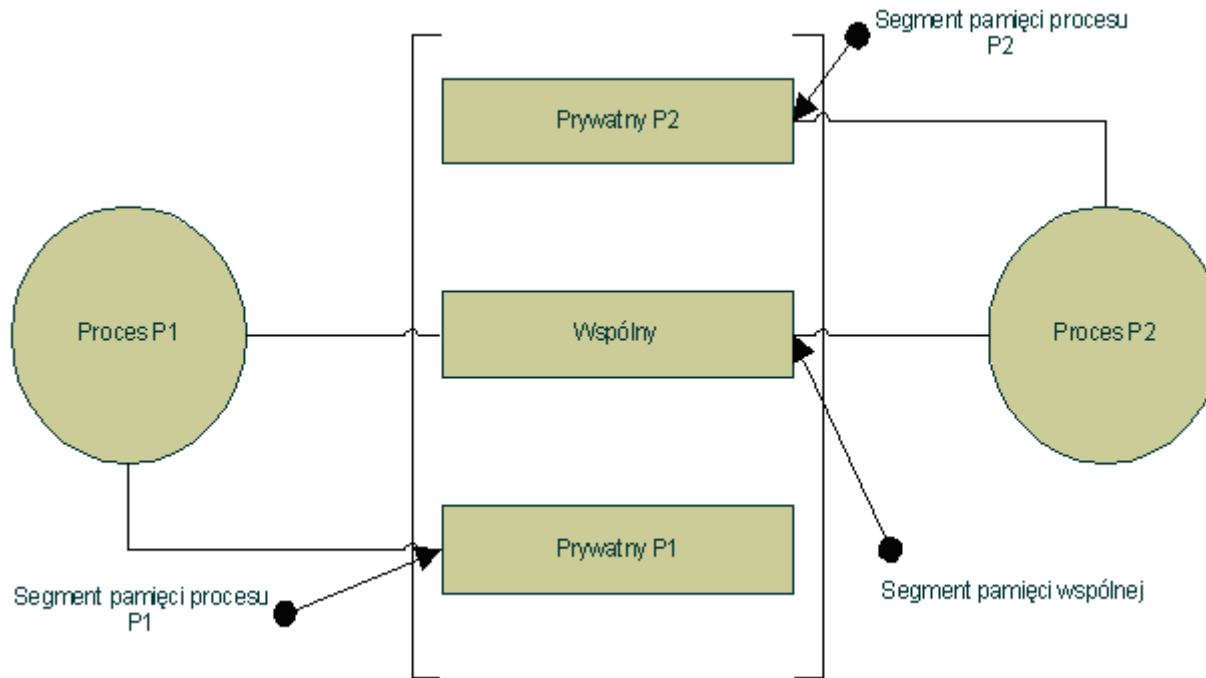 Segment pamięci procesu
P2
Prywatny P2
Proces P1
Wspólny
Proces P2
Prywatny P1
Segment pamięci procesu
P1
Segment pamięci wspólnej